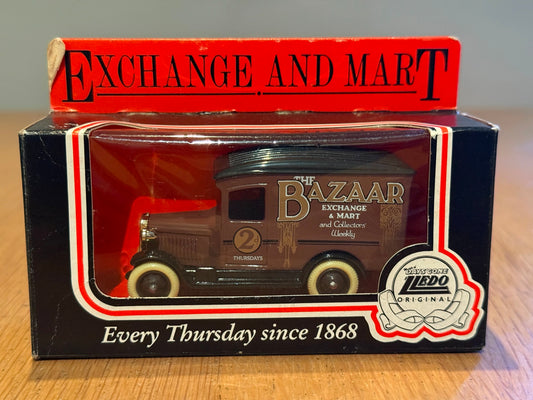 EXCHANGE AND MART
THE
BAZAAR
EXCHANGE
& MART
and Collectors'
Weekly
2d
THURSDAYS
DAYS GONE
LLEDO
ORIGINAL
Every Thursday since 1868